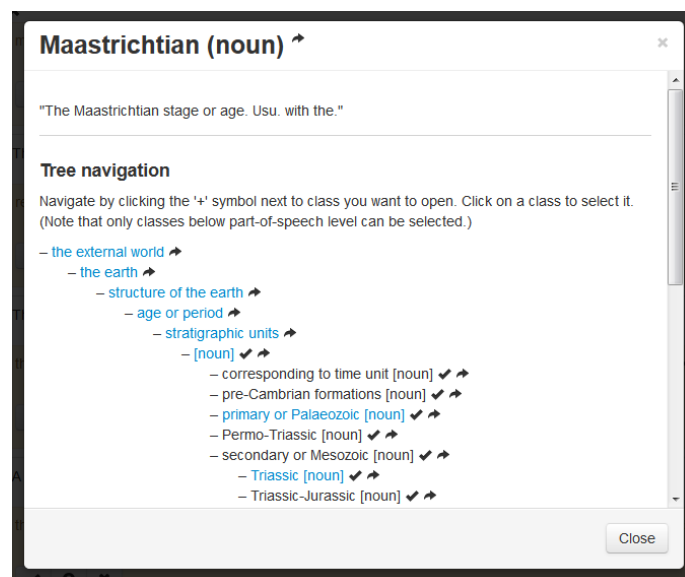 Maastrichtian (noun)
×
"The Maastrichtian stage or age. Usu. with the."
Tree navigation
Navigate by clicking the '+' symbol next to class you want to open. Click on a class to select it.
(Note that only classes below part-of-speech level can be selected.)
– the external world
– the earth
– structure of the earth
– age or period
– stratigraphic units
– [noun]
– corresponding to time unit [noun]
– pre-Cambrian formations [noun]
– primary or Palaeozoic [noun]
– Permo-Triassic [noun]
– secondary or Mesozoic [noun]
– Triassic [noun]
– Triassic-Jurassic [noun]
Close